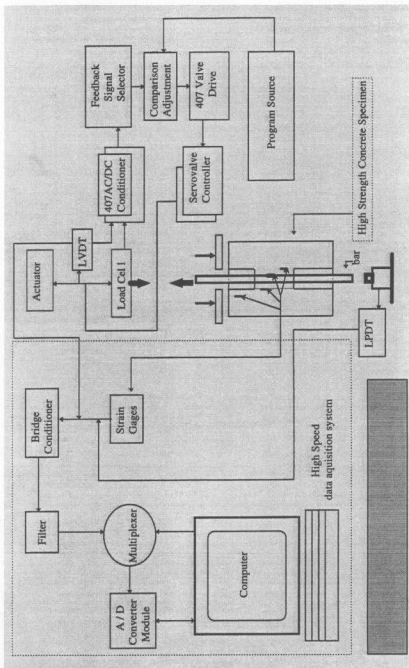 Feedback
Signal
Selector
Comparison
Adjustment
407 Valve
Drive
Program Source
407AC/DC
Conditioner
Servovalve
Controller
LVDT
Actuator
Load Cel l
High Strength Concrete Specimen
bar
LPDT
Bridge
Conditioner
Strain
Gages
Filter
Multiplexer
High Speed
data aquisition system
A / D
Converter
Module
Computer